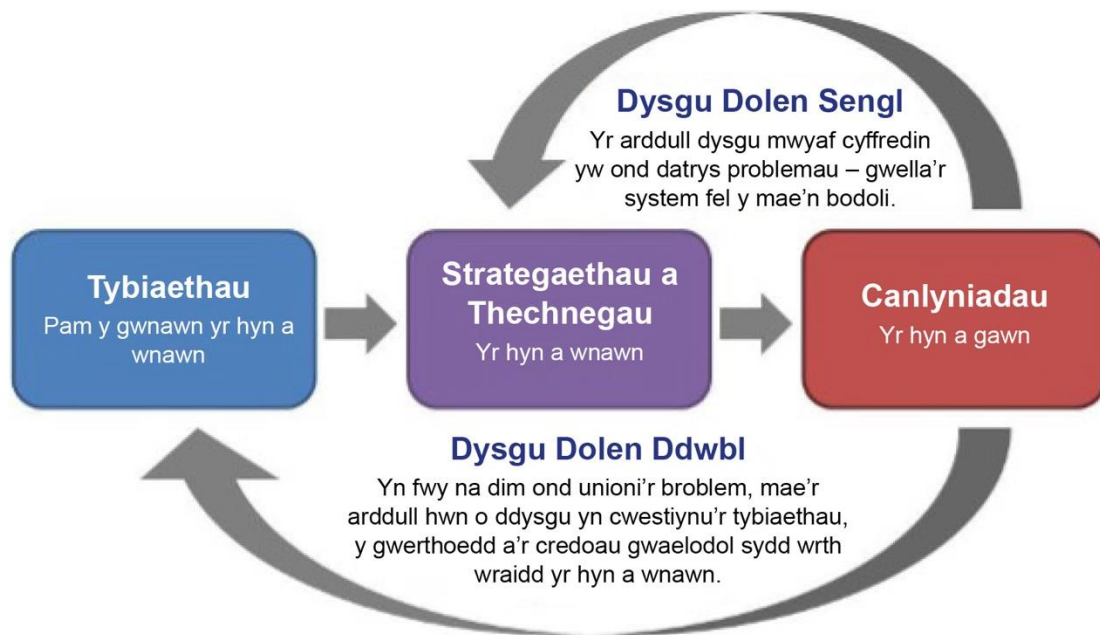 Dysgu Dolen Sengl
Yr arddull dysgu mwyaf cyffredin
yw ond datrys problemau – gwella’r
system fel y mae’n bodoli.
Tybiaethau
Pam y gwnawn yr hyn a
wnawn
Strategaethau a
Thechnegau
Yr hyn a wnawn
Canlyniadau
Yr hyn a gawn
Dysgu Dolen Ddwbl
Yn fwy na dim ond unioni’r broblem, mae’r
arddull hwn o ddysgu yn cwestiynu’r tybiaethau,
y gwerthoedd a’r credoau gwaelodol sydd wrth
wraidd yr hyn a wnawn.